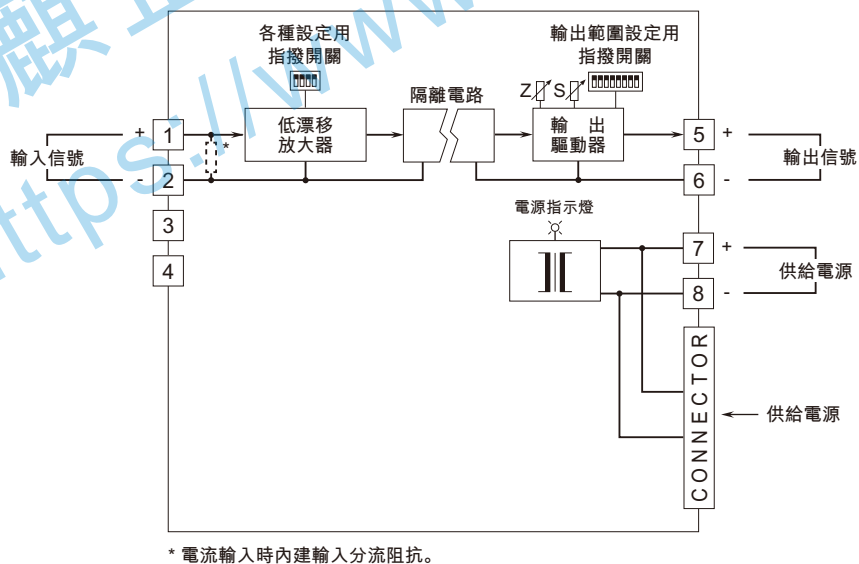 各種設定用
指撥開關
輸出範圍設定用
指撥開關
隔離電路
Z S
+ 1
*
低漂移
放大器
輸 出
驅動器
5 +
輸入信號
輸出信號
- 2
6 -
3
電源指示燈
7 +
4
供給電源
8 -
CONNECTOR
供給電源
* 電流輸入時內建輸入分流阻抗。
ttps://www
顧